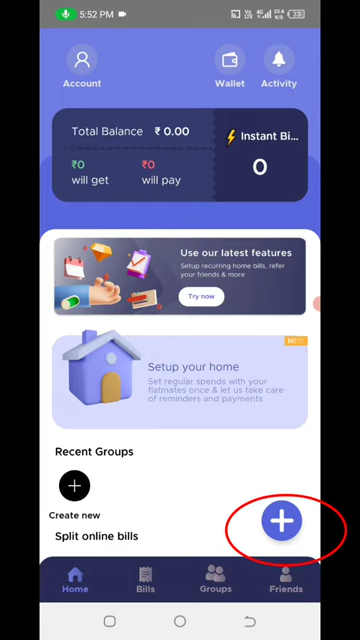 5:52 PM
4G
Account
Wallet
Activity
Total Balance ₹ 0.00
Instant Bi...
₹0
₹0
0
will get
will pay
Use our latest features
Setup recurring home bills, refer
your friends & more
Try now
Setup your home
Set regular spends with your
flatmates once & let us take care
of reminders and payments
Recent Groups
Create new
Split online bills
Home
Bills
Groups
Friends